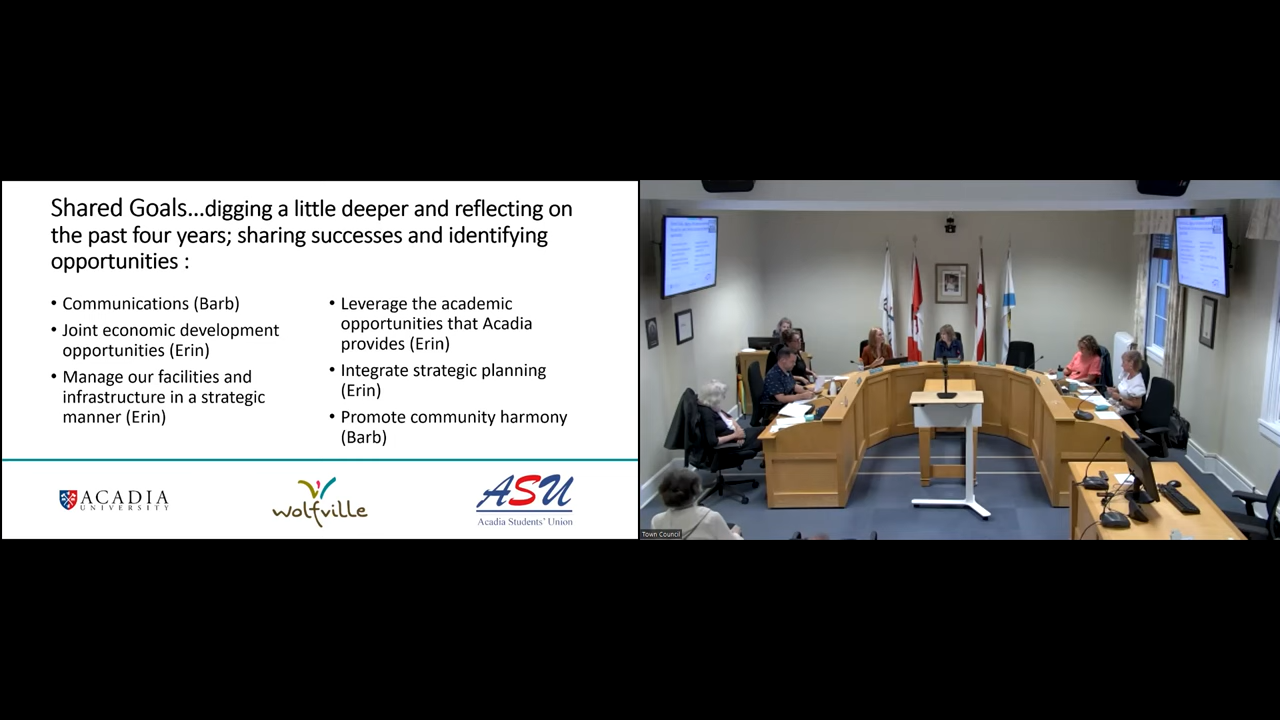 Shared Goals...digging a little deeper and reflecting on
the past four years; sharing successes and identifying
opportunities :
• Communications (Barb)
• Joint economic development
opportunities (Erin)
• Manage our facilities and
infrastructure in a strategic
manner (Erin)
• Leverage the academic
opportunities that Acadia
provides (Erin)
• Integrate strategic planning
(Erin)
• Promote community harmony
(Barb)
ACADIA
UNIVERSITY
wolfville
ASU
Acadia Students' Union
Town Council